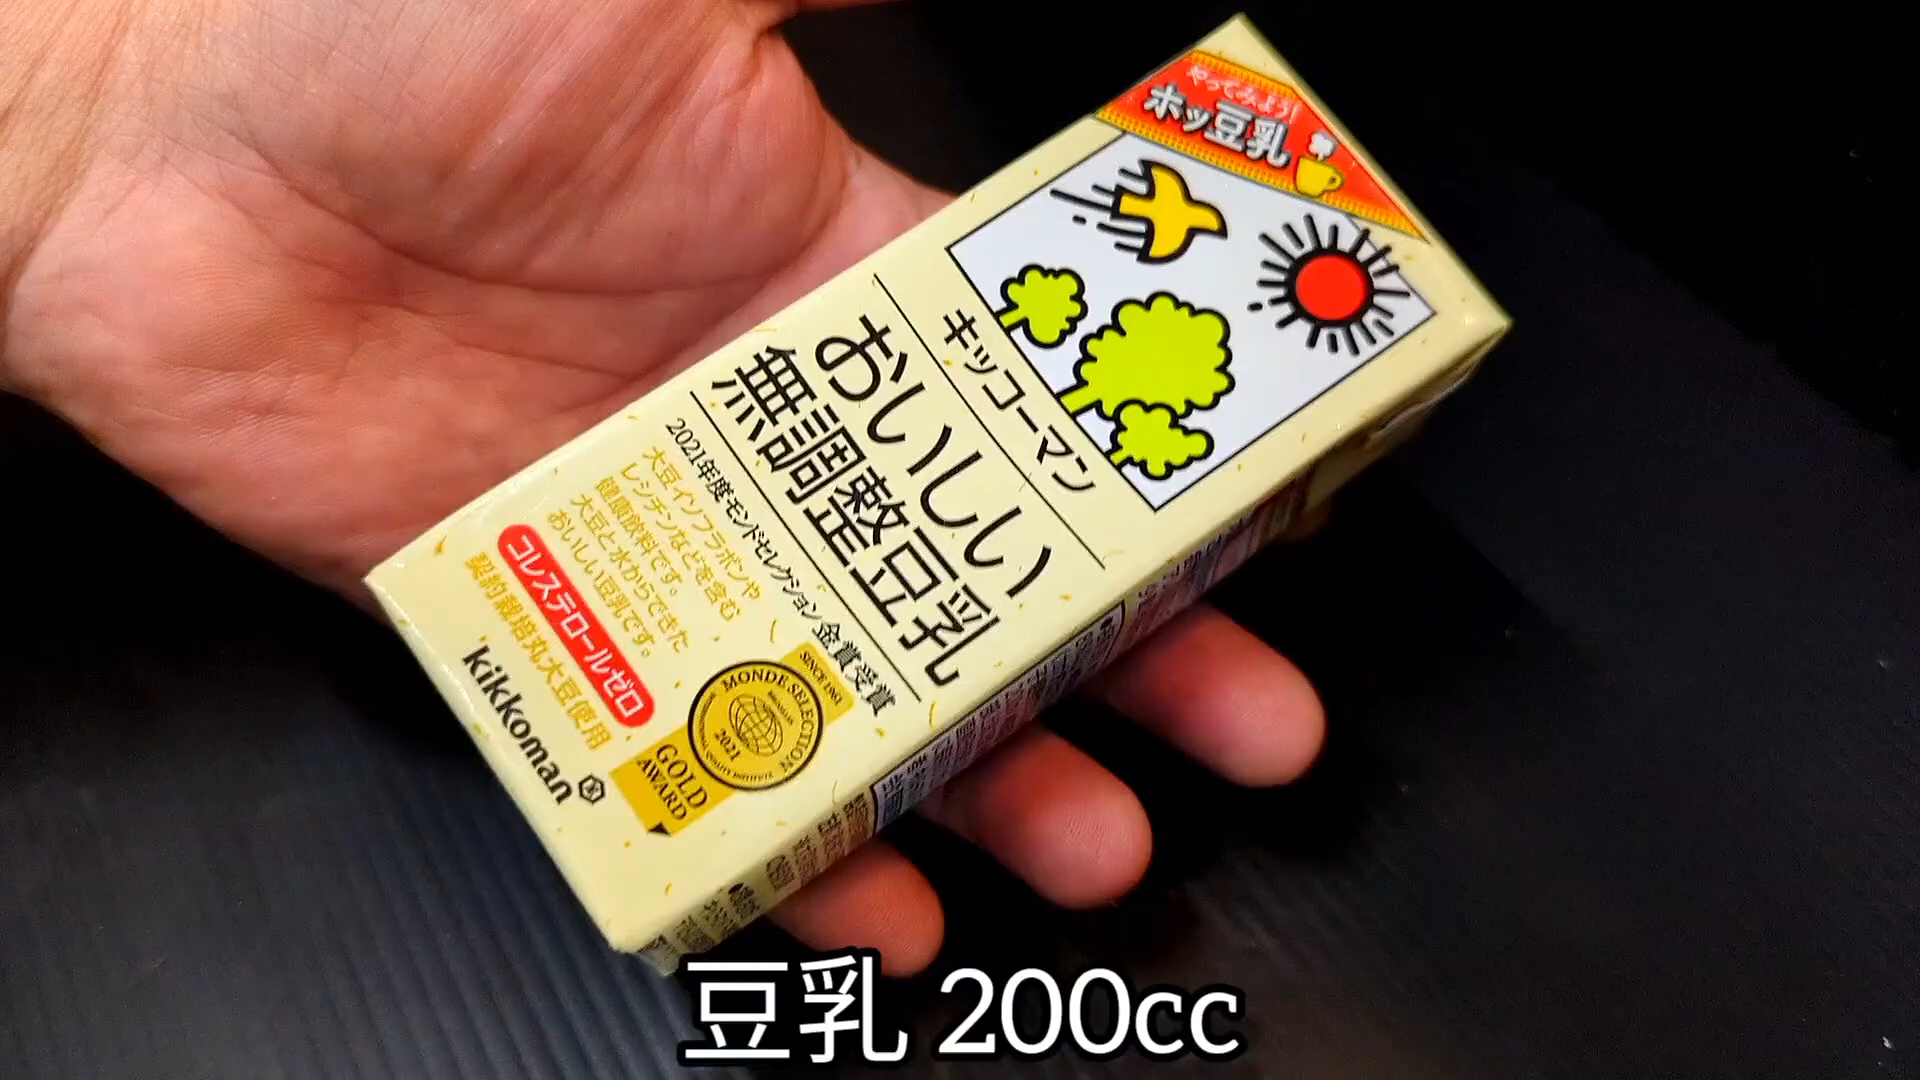 やってみよう!
ホッ豆乳
キッコーマン
おいしい
無調整豆乳
2021年度モンドセレクション金賞受賞
大豆イソフラボンや
レシチンなどを含む
健康飲料です。
大豆と水からできた
おいしい豆乳です。
コレステロールゼロ
契約栽培丸大豆使用
kikkoman
SINCE 1961
MONDE SELECTION
2021
GOLD
AWARD
豆乳 200cc